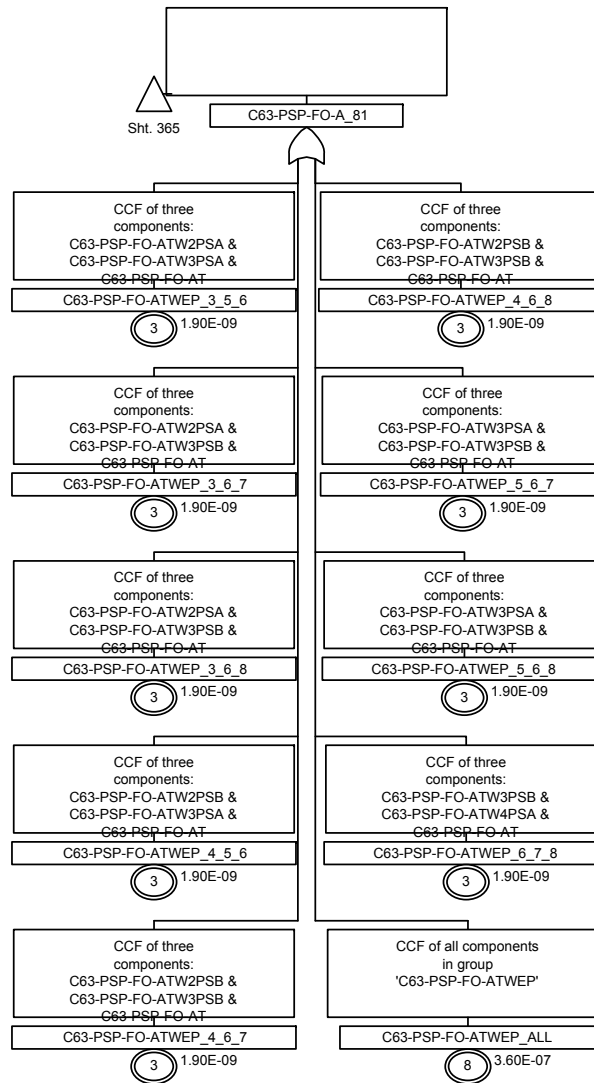 Sht. 365
C63-PSP-FO-A_81
CCF of three
components:
C63-PSP-FO-ATW2PSA &
C63-PSP-FO-ATW3PSA &
C63-PSP-FO-AT
C63-PSP-FO-ATWEP_3_5_6
3
1.90E-09
CCF of three
components:
C63-PSP-FO-ATW2PSB &
C63-PSP-FO-ATW3PSB &
C63-PSP-FO-AT
C63-PSP-FO-ATWEP_4_6_8
3
1.90E-09
CCF of three
components:
C63-PSP-FO-ATW2PSA &
C63-PSP-FO-ATW3PSB &
C63-PSP-FO-AT
C63-PSP-FO-ATWEP_3_6_7
3
1.90E-09
CCF of three
components:
C63-PSP-FO-ATW3PSA &
C63-PSP-FO-ATW3PSB &
C63-PSP-FO-AT
C63-PSP-FO-ATWEP_5_6_7
3
1.90E-09
CCF of three
components:
C63-PSP-FO-ATW2PSA &
C63-PSP-FO-ATW3PSB &
C63-PSP-FO-AT
C63-PSP-FO-ATWEP_3_6_8
3
1.90E-09
CCF of three
components:
C63-PSP-FO-ATW3PSA &
C63-PSP-FO-ATW3PSB &
C63-PSP-FO-AT
C63-PSP-FO-ATWEP_5_6_8
3
1.90E-09
CCF of three
components:
C63-PSP-FO-ATW2PSB &
C63-PSP-FO-ATW3PSA &
C63-PSP-FO-AT
C63-PSP-FO-ATWEP_4_5_6
3
1.90E-09
CCF of three
components:
C63-PSP-FO-ATW3PSB &
C63-PSP-FO-ATW4PSA &
C63-PSP-FO-AT
C63-PSP-FO-ATWEP_6_7_8
3
1.90E-09
CCF of three
components:
C63-PSP-FO-ATW2PSB &
C63-PSP-FO-ATW3PSB &
C63-PSP-FO-AT
C63-PSP-FO-ATWEP_4_6_7
3
1.90E-09
CCF of all components
in group
'C63-PSP-FO-ATWEP'
C63-PSP-FO-ATWEP_ALL
8
3.60E-07